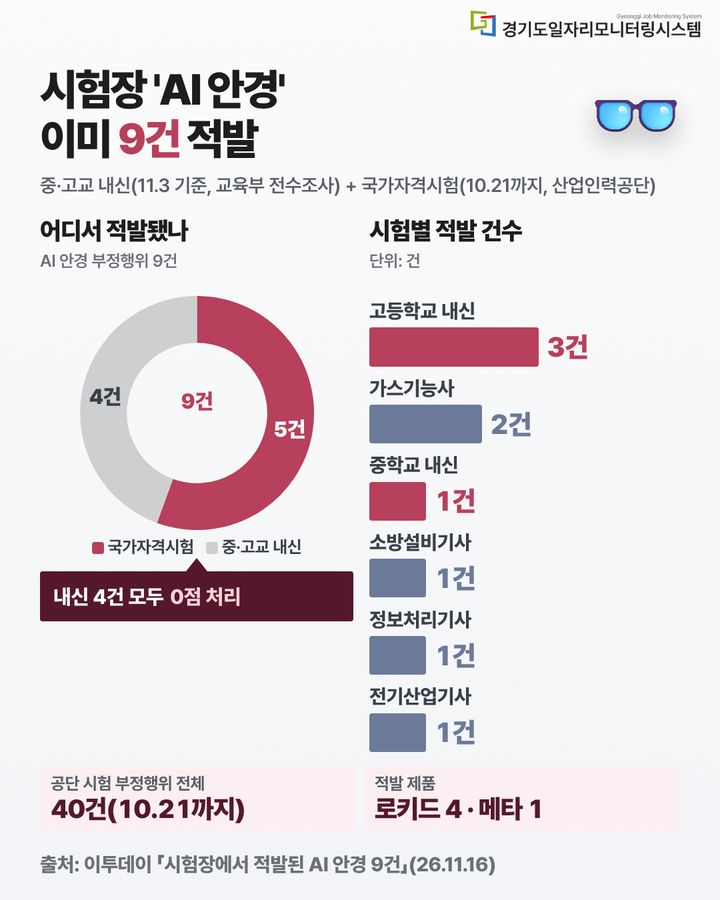 Gyeonggi Job Monitoring System
경기도일자리모니터링시스템
시험장 'AI 안경'
이미 9건 적발
중·고교 내신(11.3 기준, 교육부 전수조사) + 국가자격시험(10.21까지, 산업인력공단)
어디서 적발됐나
AI 안경 부정행위 9건
4건
9건
5건
국가자격시험
중·고교 내신
내신 4건 모두 0점 처리
시험별 적발 건수
단위: 건
고등학교 내신
3건
가스기능사
2건
중학교 내신
1건
소방설비기사
1건
정보처리기사
1건
전기산업기사
1건
공단 시험 부정행위 전체
40건(10.21까지)
적발 제품
로키드 4 · 메타 1
출처: 이투데이 「시험장에서 적발된 AI 안경 9건」(26.11.16)